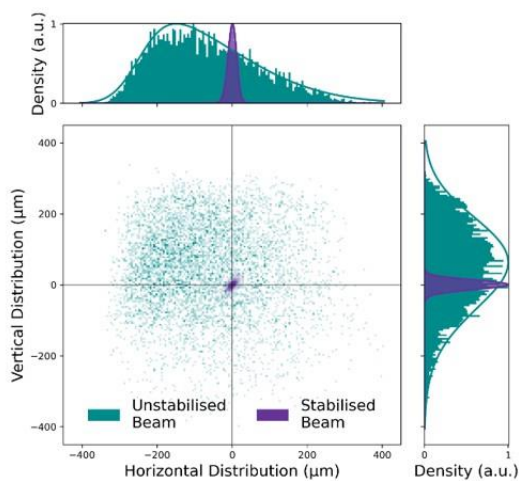 Density (a.u.)
1
0
400
200
0
−200
−400
Vertical Distribution (µm)
Unstabilised
Beam
Stabilised
Beam
−400
−200
0
200
400
Horizontal Distribution (µm)
0
1
Density (a.u.)